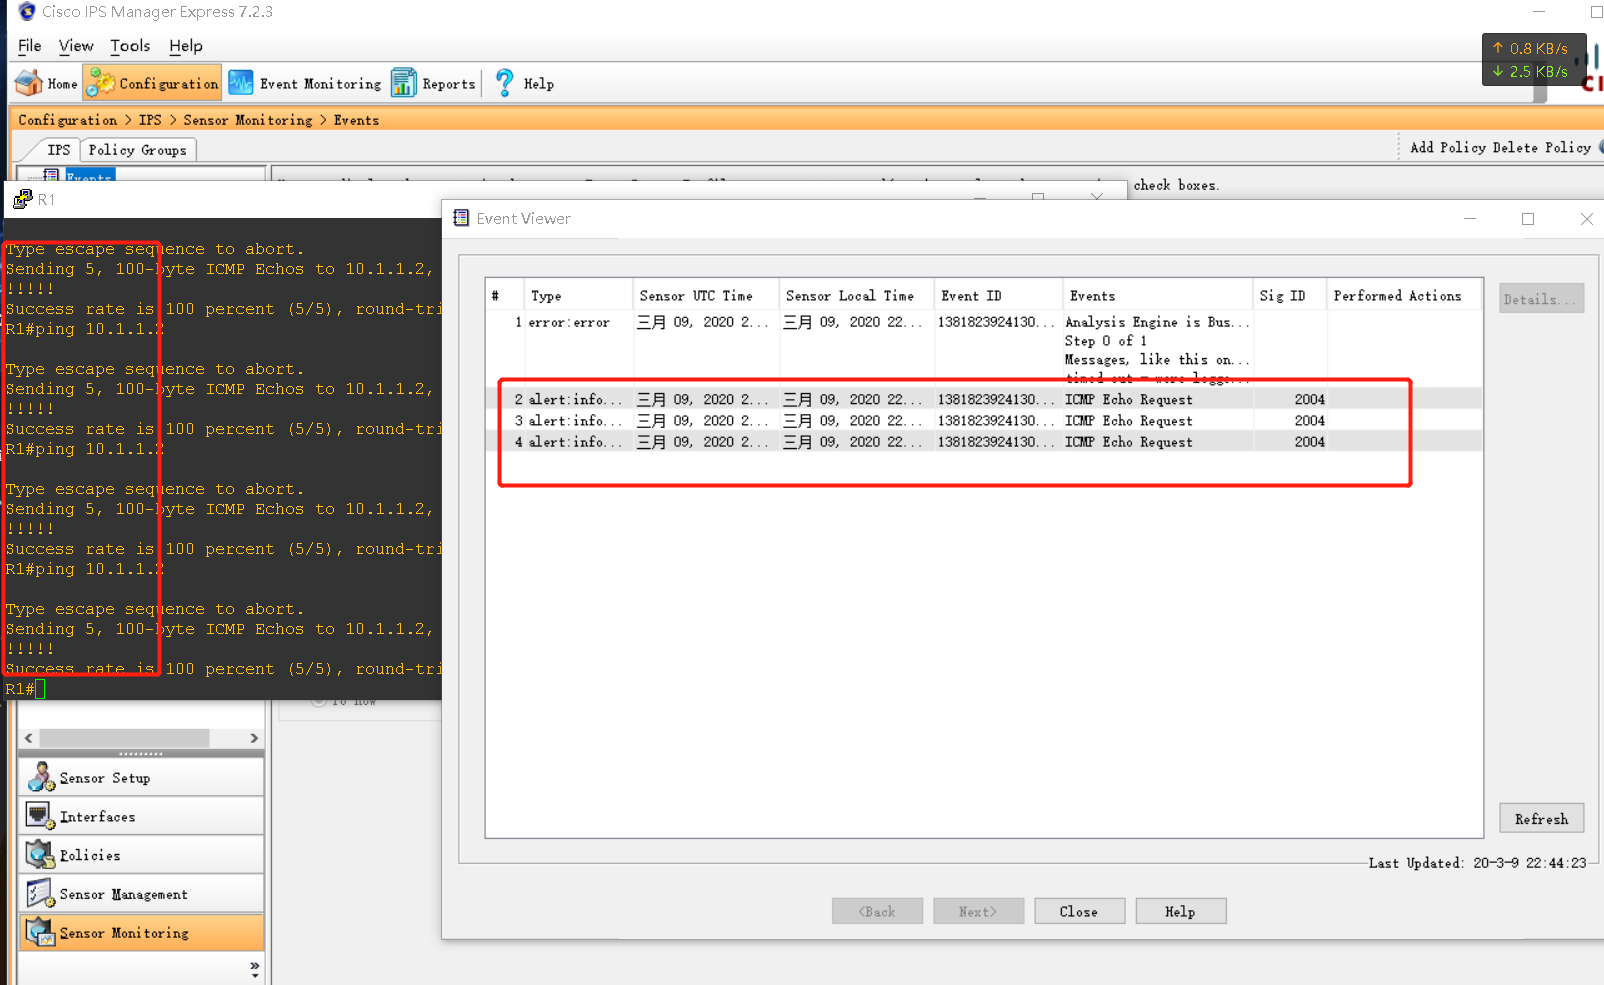 Cisco IPS Manager Express 7.2.3
File View Tools Help
↑ 0.8 KB/s
↓ 2.5 KB/s
Home Configuration Event Monitoring Reports Help
Configuration > IPS > Sensor Monitoring > Events
IPS Policy Groups
Add Policy Delete Policy
Events
check boxes.
R1
Type escape sequence to abort.
Sending 5, 100-byte ICMP Echos to 10.1.1.2,
!!!!!
Success rate is 100 percent (5/5), round-tri
R1#ping 10.1.1.2
Type escape sequence to abort.
Sending 5, 100-byte ICMP Echos to 10.1.1.2,
!!!!!
Success rate is 100 percent (5/5), round-tri
R1#ping 10.1.1.2
Type escape sequence to abort.
Sending 5, 100-byte ICMP Echos to 10.1.1.2,
!!!!!
Success rate is 100 percent (5/5), round-tri
R1#ping 10.1.1.2
Type escape sequence to abort.
Sending 5, 100-byte ICMP Echos to 10.1.1.2,
!!!!!
Success rate is 100 percent (5/5), round-tri
R1#
Event Viewer
# Type Sensor UTC Time Sensor Local Time Event ID Events Sig ID Performed Actions
1 error:error 三月 09, 2020 2... 三月 09, 2020 22... 1381823924130... Analysis Engine is Bus...
Step 0 of 1
Messages, like this on...
timed out - were logge...
2 alert:info... 三月 09, 2020 2... 三月 09, 2020 22... 1381823924130... ICMP Echo Request 2004
3 alert:info... 三月 09, 2020 2... 三月 09, 2020 22... 1381823924130... ICMP Echo Request 2004
4 alert:info... 三月 09, 2020 2... 三月 09, 2020 22... 1381823924130... ICMP Echo Request 2004
Details...
Refresh
Last Updated: 20-3-9 22:44:23
<Back Next> Close Help
To now
Sensor Setup
Interfaces
Policies
Sensor Management
Sensor Monitoring